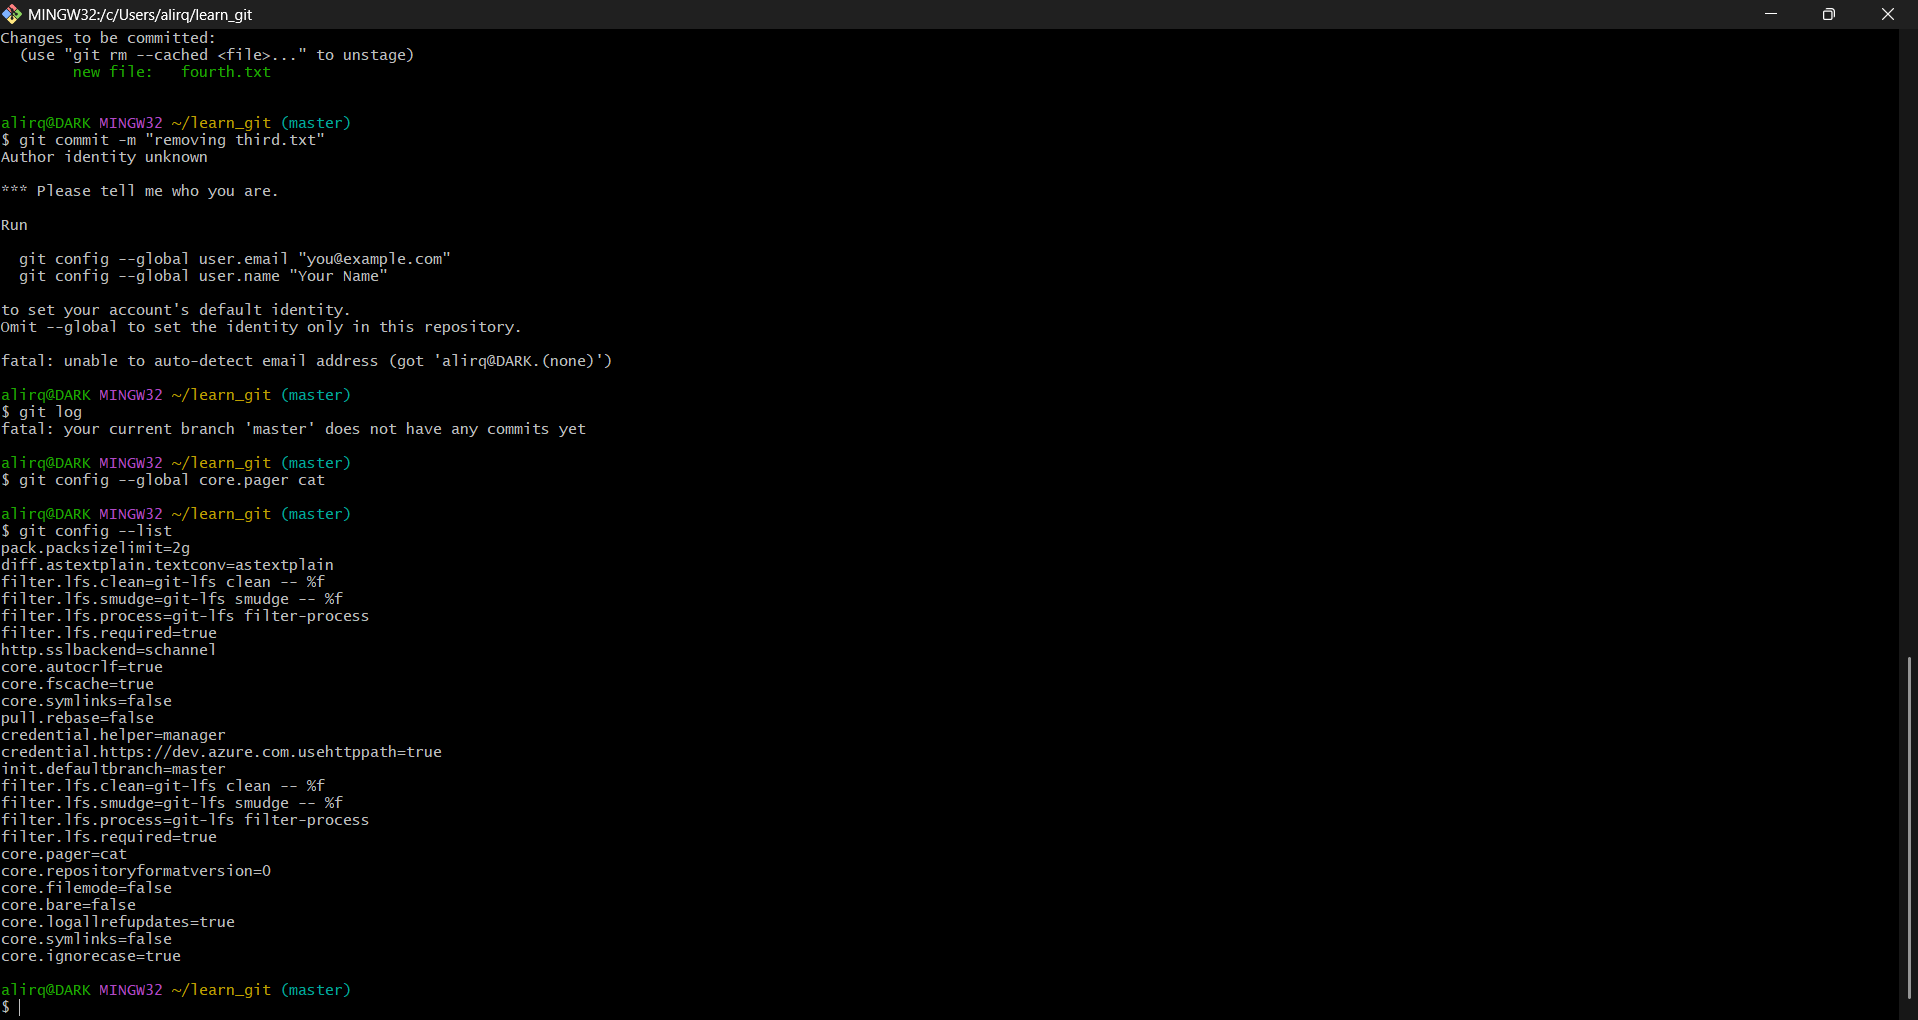 MINGW32:/c/Users/alirq/learn_git
Changes to be committed:
  (use "git rm --cached <file>..." to unstage)
        new file:   fourth.txt
alirq@DARK MINGW32 ~/learn_git (master)
$ git commit -m "removing third.txt"
Author identity unknown
*** Please tell me who you are.
Run
  git config --global user.email "you@example.com"
  git config --global user.name "Your Name"
to set your account's default identity.
Omit --global to set the identity only in this repository.
fatal: unable to auto-detect email address (got 'alirq@DARK.(none)')
alirq@DARK MINGW32 ~/learn_git (master)
$ git log
fatal: your current branch 'master' does not have any commits yet
alirq@DARK MINGW32 ~/learn_git (master)
$ git config --global core.pager cat
alirq@DARK MINGW32 ~/learn_git (master)
$ git config --list
pack.packsizelimit=2g
diff.astextplain.textconv=astextplain
filter.lfs.clean=git-lfs clean -- %f
filter.lfs.smudge=git-lfs smudge -- %f
filter.lfs.process=git-lfs filter-process
filter.lfs.required=true
http.sslbackend=schannel
core.autocrlf=true
core.fscache=true
core.symlinks=false
pull.rebase=false
credential.helper=manager
credential.https://dev.azure.com.usehttppath=true
init.defaultbranch=master
filter.lfs.clean=git-lfs clean -- %f
filter.lfs.smudge=git-lfs smudge -- %f
filter.lfs.process=git-lfs filter-process
filter.lfs.required=true
core.pager=cat
core.repositoryformatversion=0
core.filemode=false
core.bare=false
core.logallrefupdates=true
core.symlinks=false
core.ignorecase=true
alirq@DARK MINGW32 ~/learn_git (master)
$